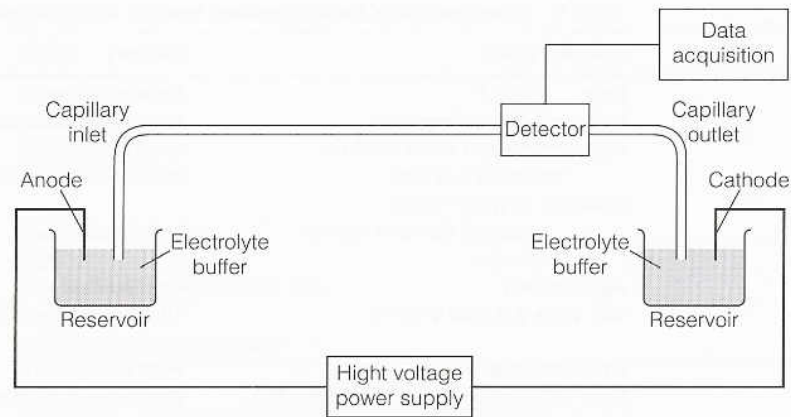 Data
acquisition
Capillary
inlet
Detector
Capillary
outlet
Anode
Cathode
Electrolyte
buffer
Electrolyte
buffer
Reservoir
Reservoir
Hight voltage
power supply